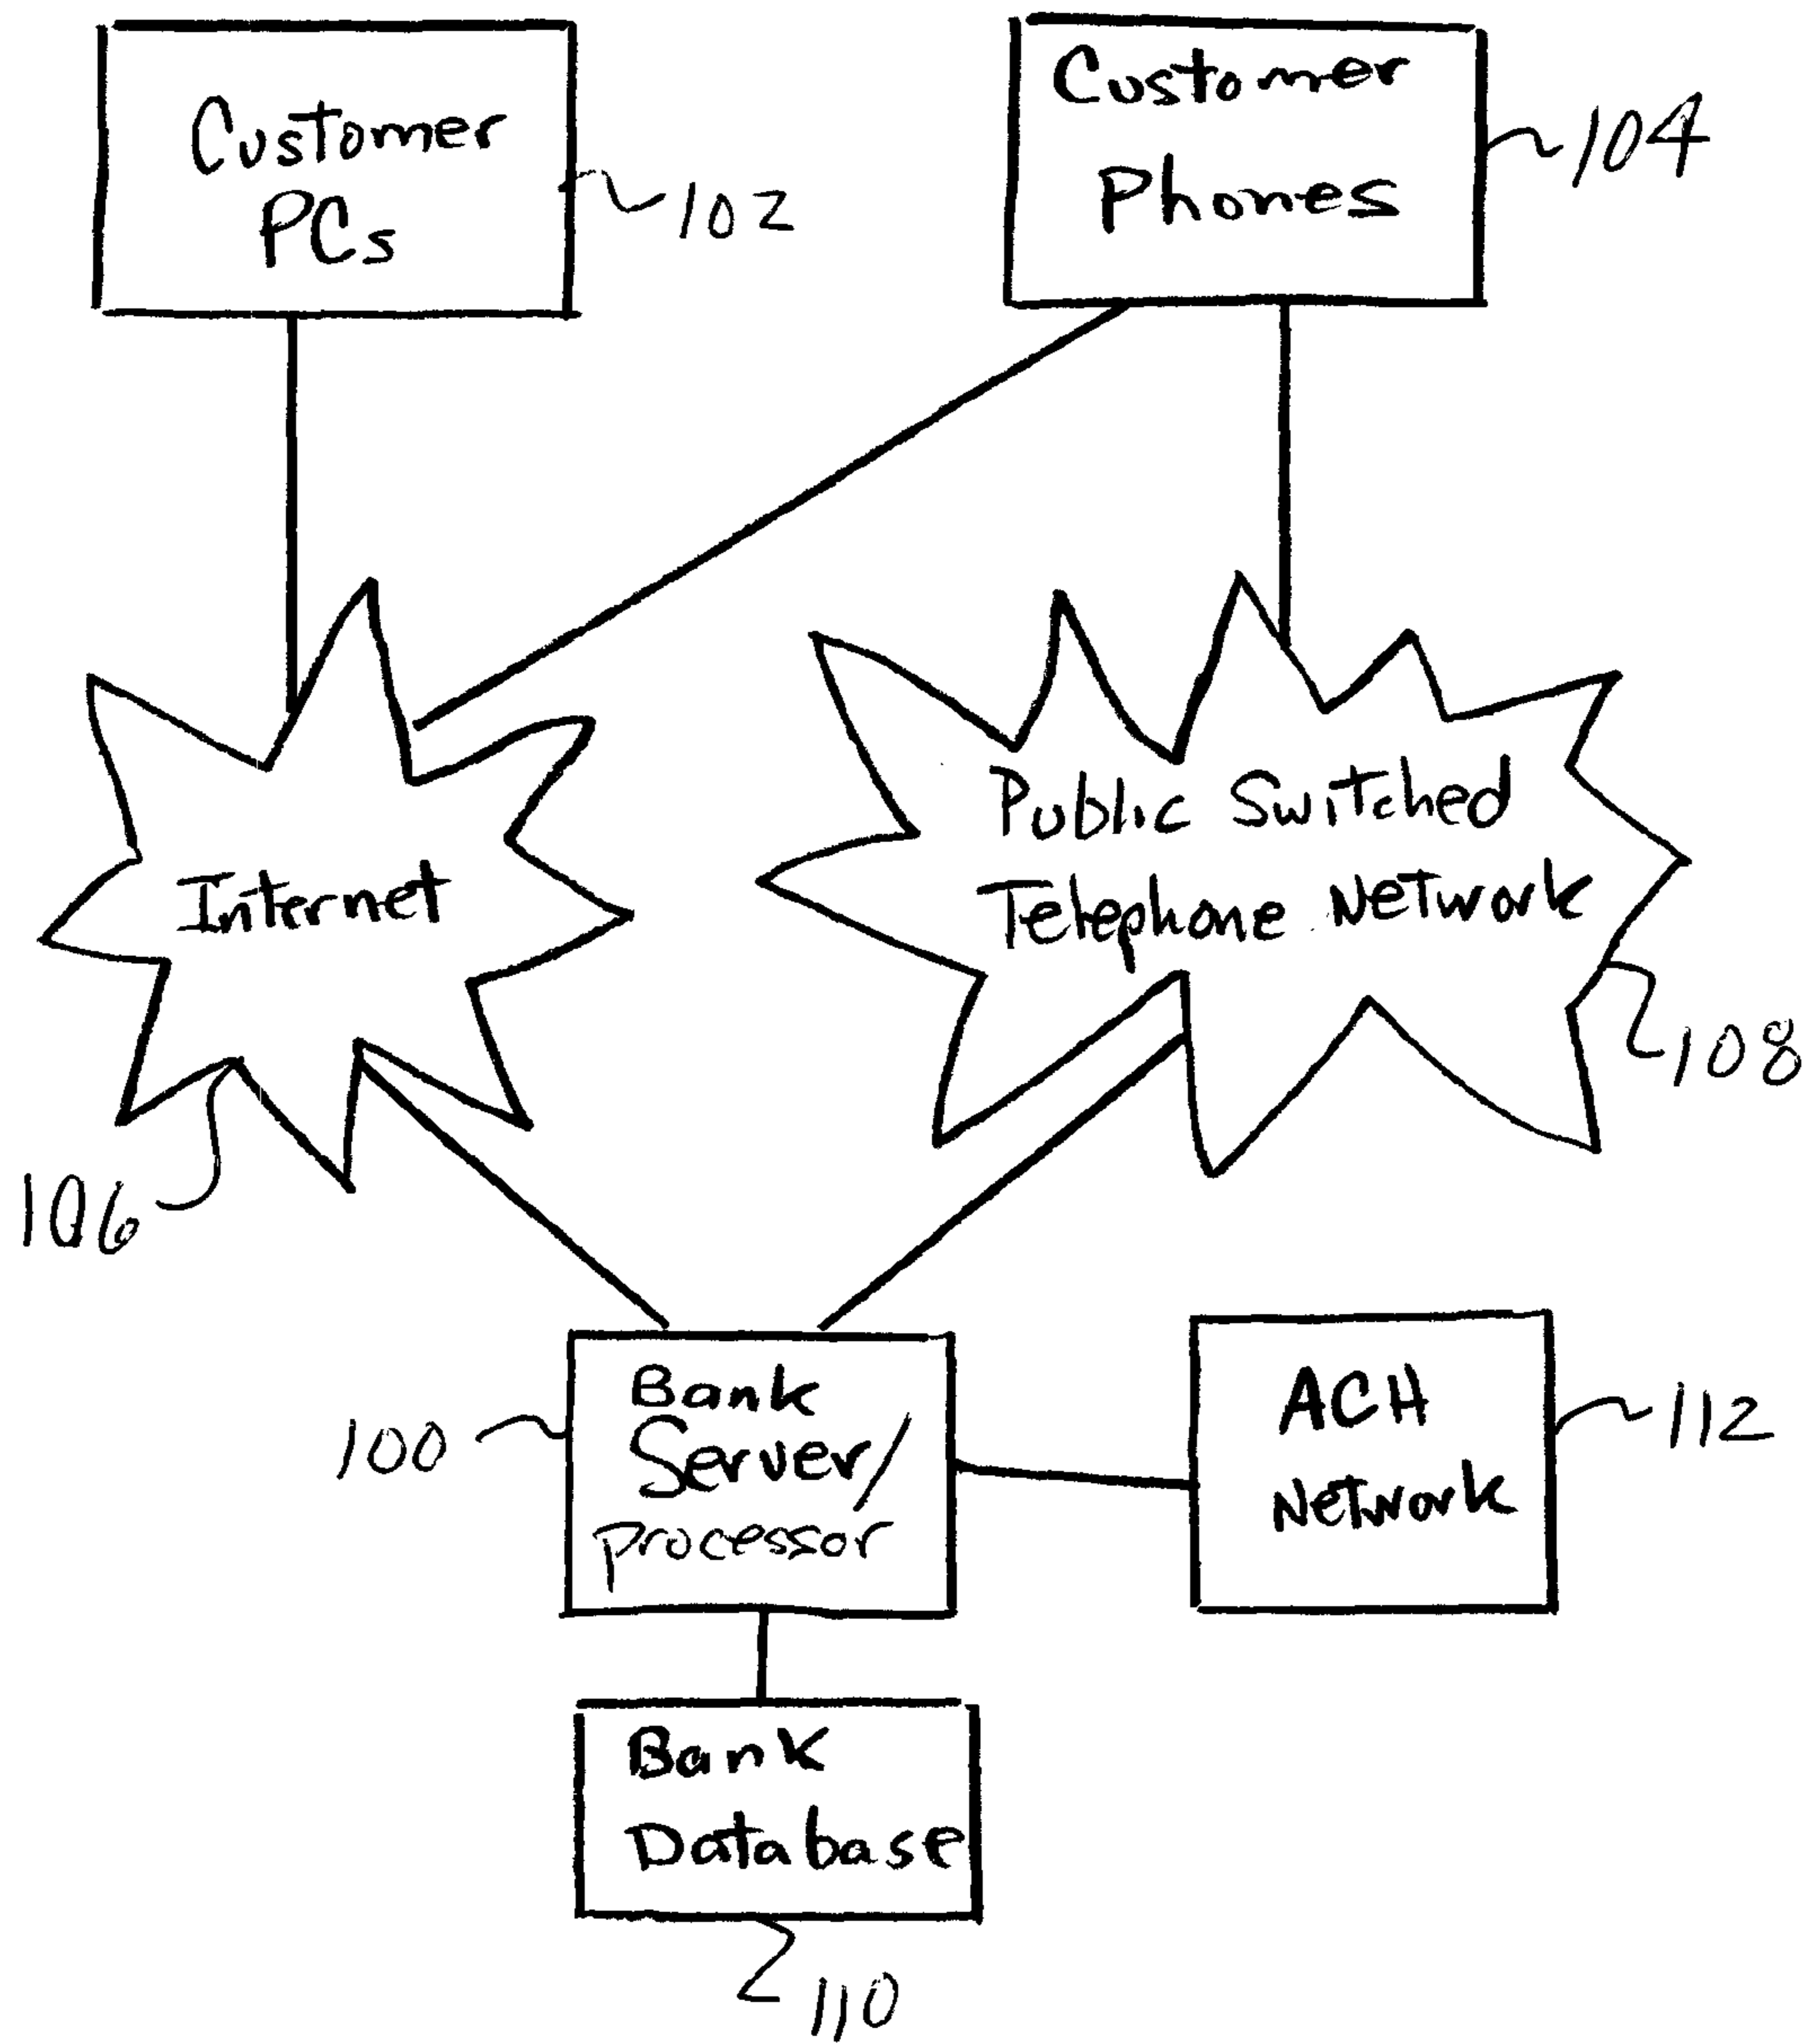 Customer
PCs
102
Customer
Phones
104
Internet
106
Public Switched
Telephone Network
108
Bank
Server/
processor
100
ACH
Network
112
Bank
Database
110